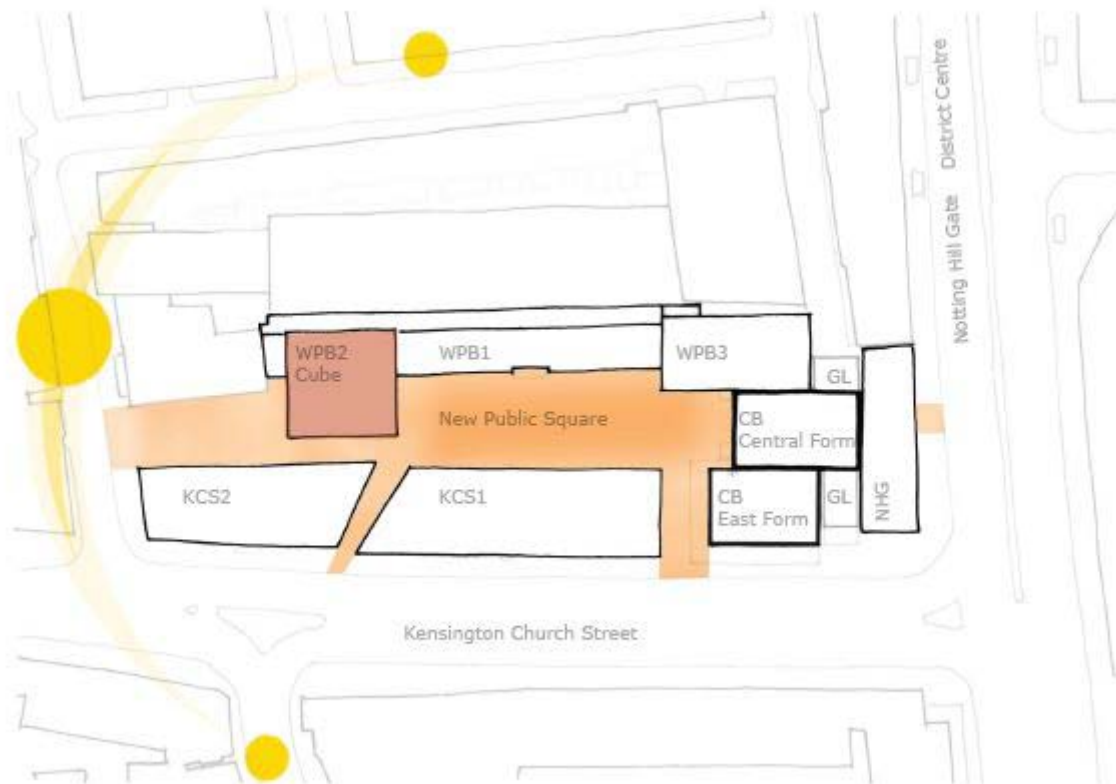 Notting Hill Gate District Centre
WPB2
Cube
WPB1
WPB3
GL
New Public Square
CB
Central Form
KCS2
KCS1
CB
East Form
GL
NHG
Kensington Church Street